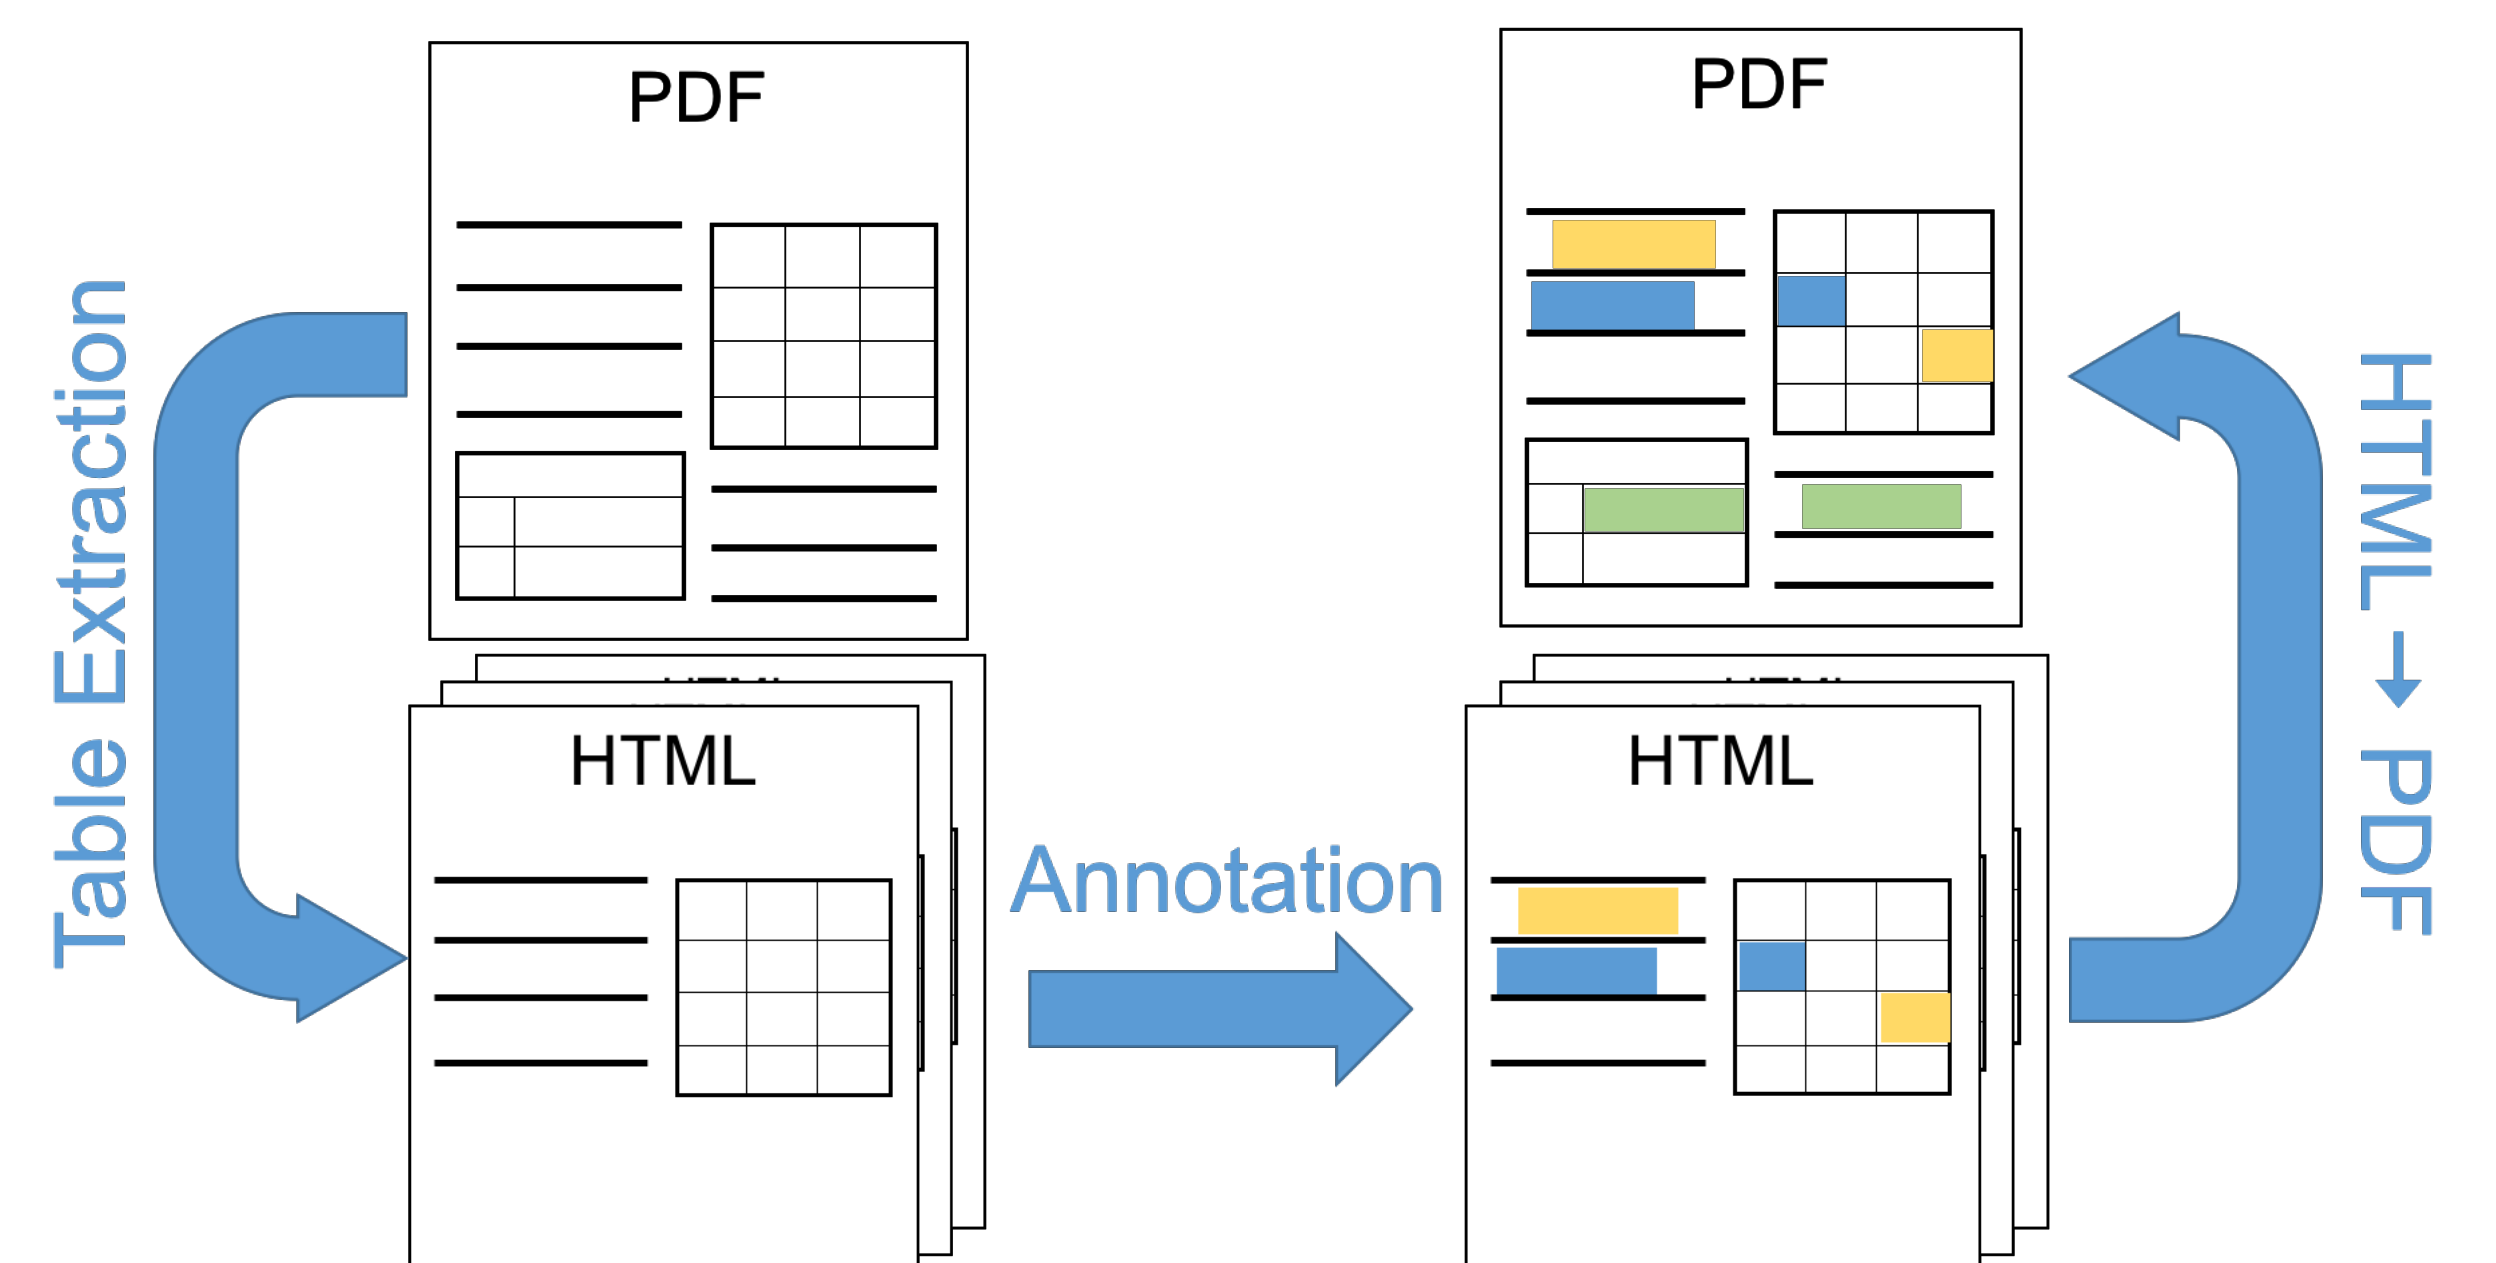 PDF
PDF
Table Extraction
HTML → PDF
HTML
Annotation
HTML